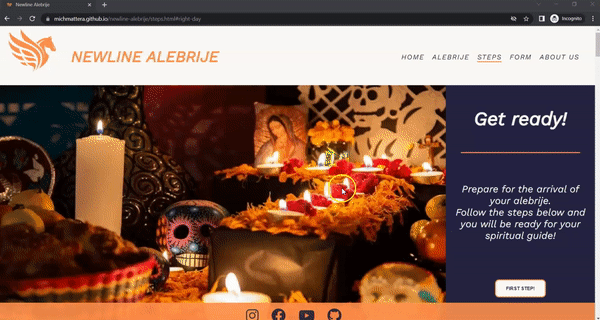 Newline Alebrije
michmattera.github.io/newline-alebrije/steps.html#right-day
Incognito
NEWLINE ALEBRIJE
HOME ALEBRIJE STEPS FORM ABOUT US
Get ready!
Prepare for the arrival of
your alebrije.
Follow the steps below and
you will be ready for your
spiritual guide!
FIRST STEP!